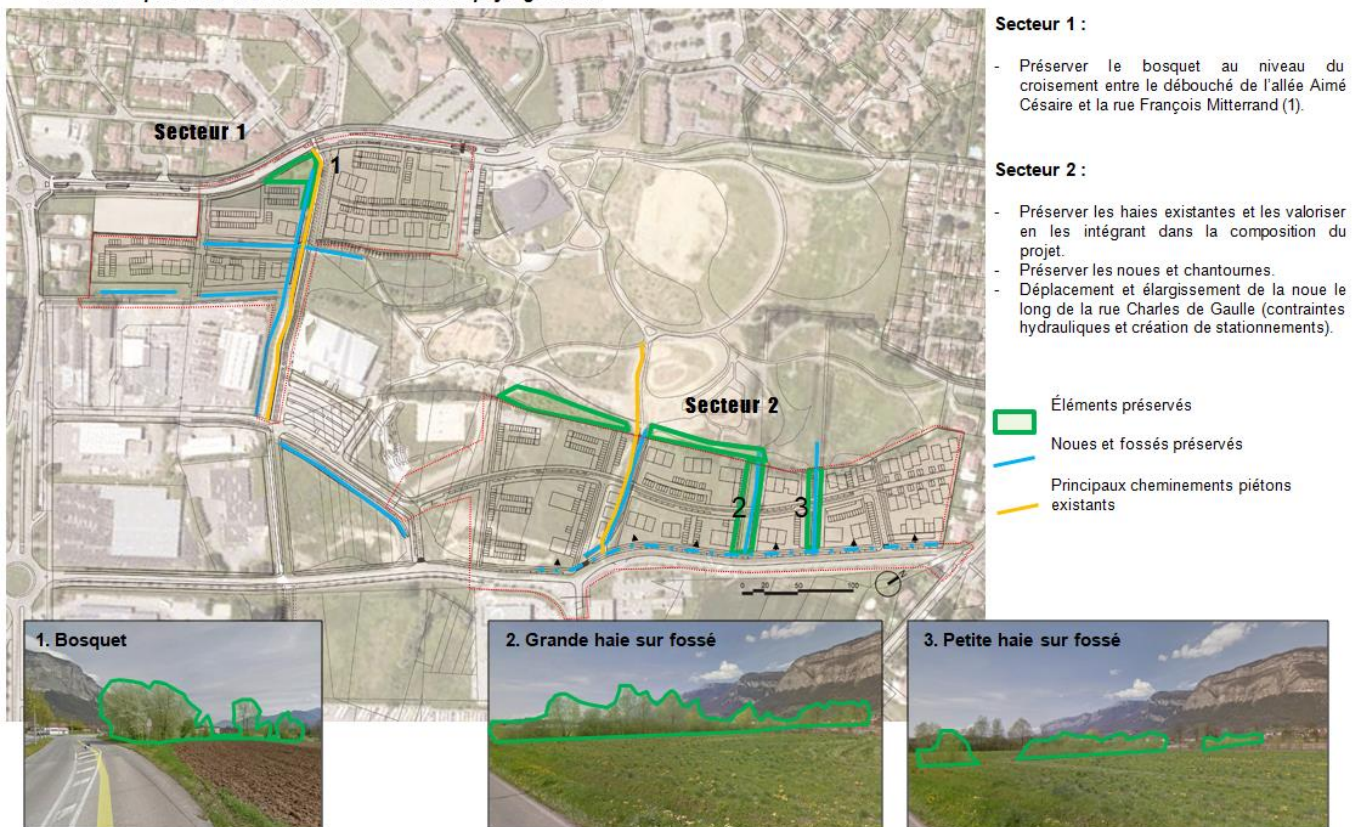 Secteur 1 :
- Préserver le bosquet au niveau du
croisement entre le débouché de l'allée Aimé
Césaire et la rue François Mitterrand (1).
Secteur 2 :
- Préserver les haies existantes et les valoriser
en les intégrant dans la composition du
projet.
- Préserver les noues et chantournes.
- Déplacement et élargissement de la noue le
long de la rue Charles de Gaulle (contraintes
hydrauliques et création de stationnements).
Éléments préservés
Noues et fossés préservés
Principaux cheminements piétons
existants
Secteur 1
1
Secteur 2
2
3
0 20 50 100
1. Bosquet
2. Grande haie sur fossé
3. Petite haie sur fossé